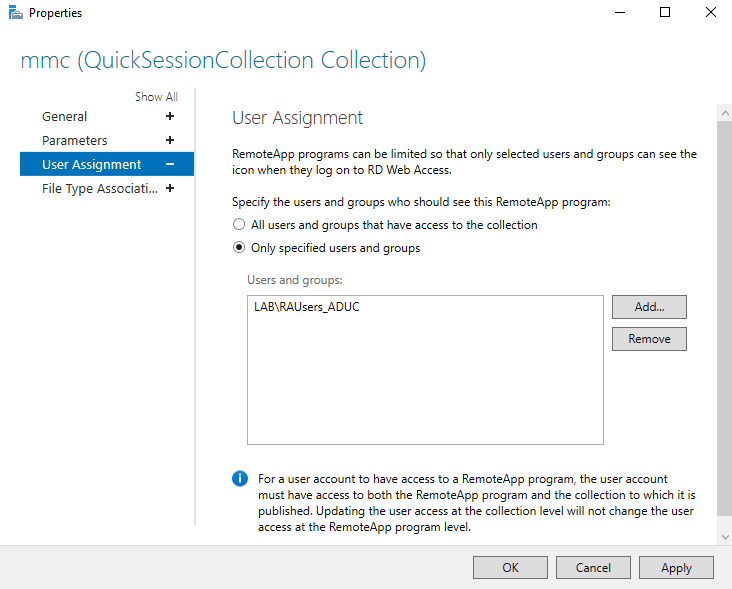 Properties
mmc (QuickSessionCollection Collection)
Show All
General +
Parameters +
User Assignment −
File Type Associati... +
User Assignment
RemoteApp programs can be limited so that only selected users and groups can see the
icon when they log on to RD Web Access.
Specify the users and groups who should see this RemoteApp program:
All users and groups that have access to the collection
Only specified users and groups
Users and groups:
LAB\RAUsers_ADUC
Add...
Remove
For a user account to have access to a RemoteApp program, the user account
must have access to both the RemoteApp program and the collection to which it is
published. Updating the user access at the collection level will not change the user
access at the RemoteApp program level.
OK
Cancel
Apply